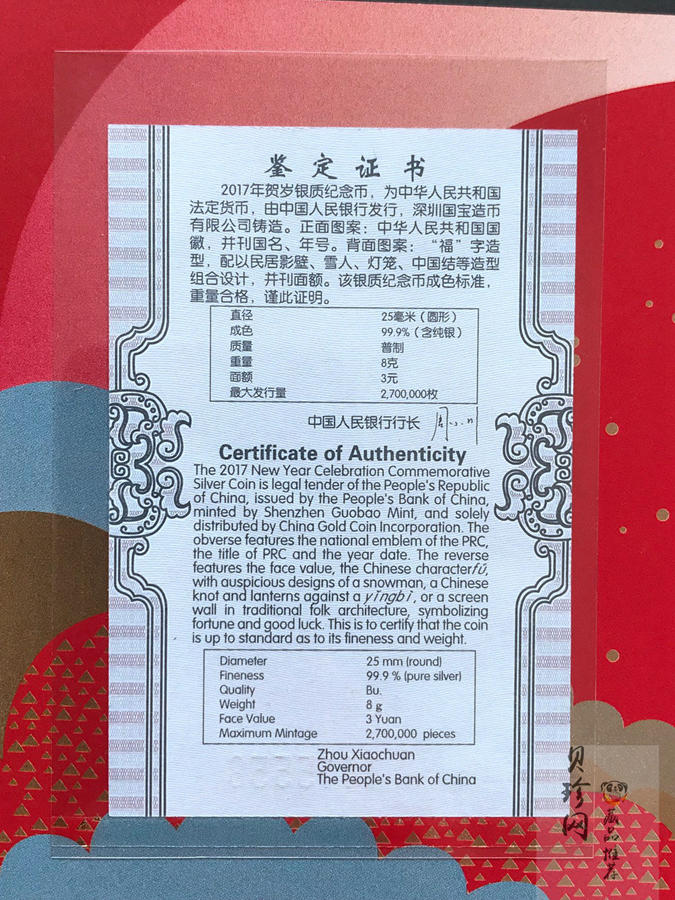 鉴定证书
2017年贺岁银质纪念币，为中华人民共和国
法定货币，由中国人民银行发行，深圳国宝造币
有限公司铸造。正面图案：中华人民共和国国
徽，并刊国名、年号。背面图案：“福”字造
型，配以民居影壁、雪人、灯笼、中国结等造型
组合设计，并刊面额。该银质纪念币成色标准，
重量合格，谨此证明。
直径 25毫米（圆形）
成色 99.9%（含纯银）
质量 普制
重量 8克
面额 3元
最大发行量 2,700,000枚
中国人民银行行长
Certificate of Authenticity
The 2017 New Year Celebration Commemorative
Silver Coin is legal tender of the People's Republic
of China, issued by the People's Bank of China,
minted by Shenzhen Guobao Mint, and solely
distributed by China Gold Coin Incorporation. The
obverse features the national emblem of the PRC,
the title of PRC and the year date. The reverse
features the face value, the Chinese character fú,
with auspicious designs of a snowman, a Chinese
knot and lanterns against a yǐngbì, or a screen
wall in traditional folk architecture, symbolizing
fortune and good luck. This is to certify that the coin
is up to standard as to its fineness and weight.
Diameter 25 mm (round)
Fineness 99.9 % (pure silver)
Quality Bu.
Weight 8 g
Face Value 3 Yuan
Maximum Mintage 2,700,000 pieces
Zhou Xiaochuan
Governor
The People's Bank of China
贝珍网
藏品推荐